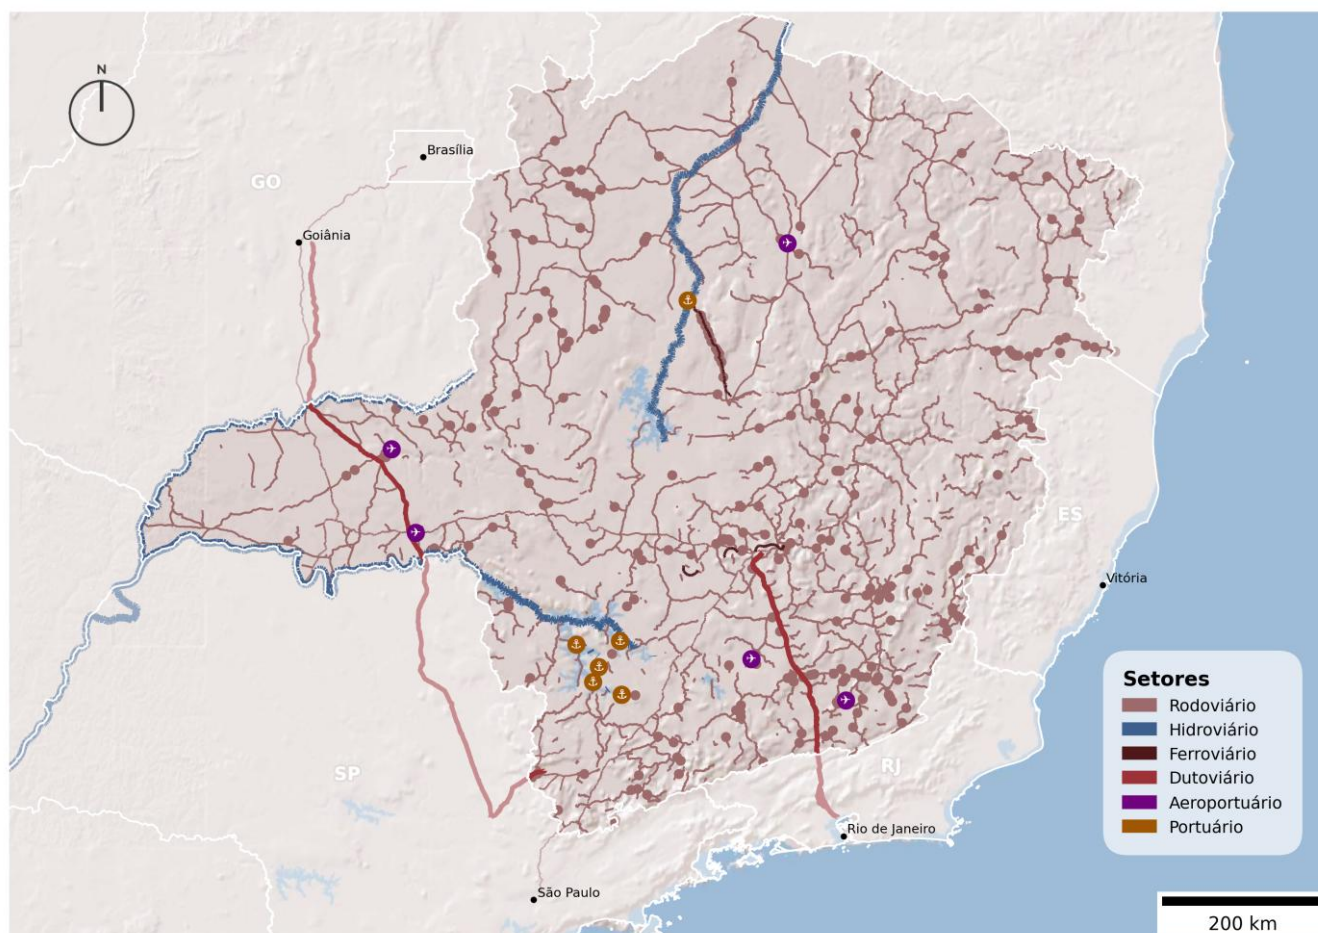 N
Brasília
GO
Goiânia
ES
Vitória
SP
RJ
Rio de Janeiro
São Paulo
Setores
Rodoviário
Hidroviário
Ferroviário
Dutoviário
Aeroportuário
Portuário
200 km